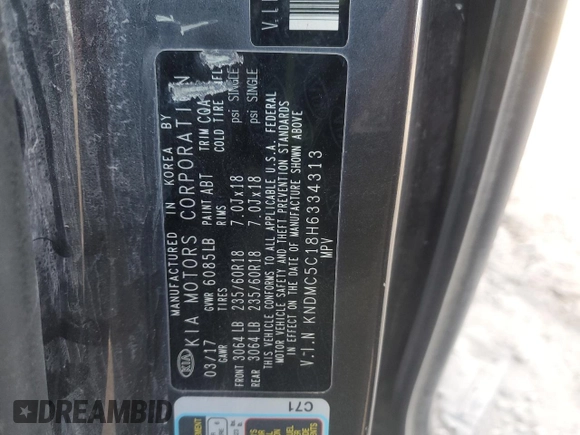 V.I.
MANUFACTURED IN KOREA BY
KIA KIA MOTORS CORPORATI N
03/17 GVWR 6085LB PAINT ABT TRIM CQA
GAWR TIRES RIMS COLD TIRE
FRONT 3064 LB 235/60R18 7.0Jx18 psi SINGLE
REAR 3064 LB 235/60R18 7.0Jx18 psi SINGLE
THIS VEHICLE CONFORMS TO ALL APPLICABLE U.S.A. FEDERAL
MOTOR VEHICLE SAFETY AND THEFT PREVENTION STANDARDS
IN EFFECT ON THE DATE OF MANUFACTURE SHOWN ABOVE
V.I.N KNDMC5C18H6334313
MPV
C71
DREAMBID